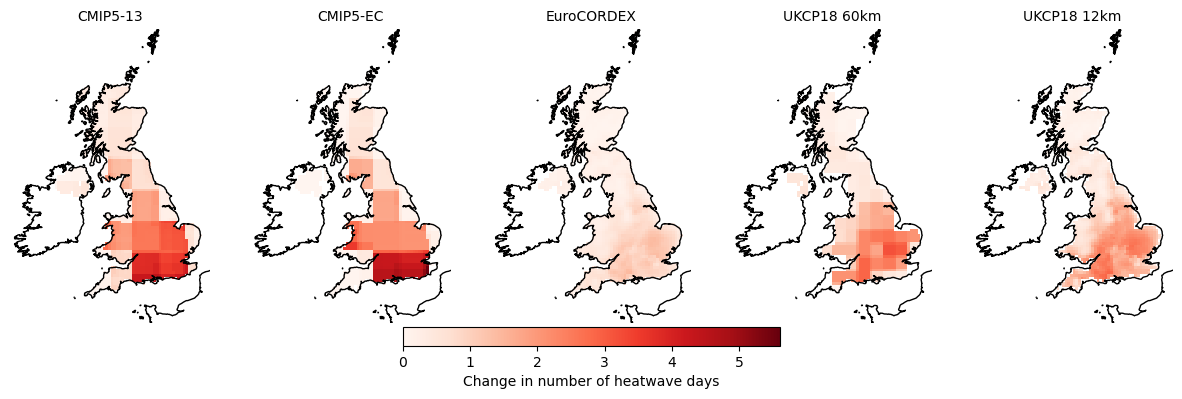 CMIP5-13
CMIP5-EC
EuroCORDEX
UKCP18 60km
UKCP18 12km
0 1 2 3 4 5
Change in number of heatwave days